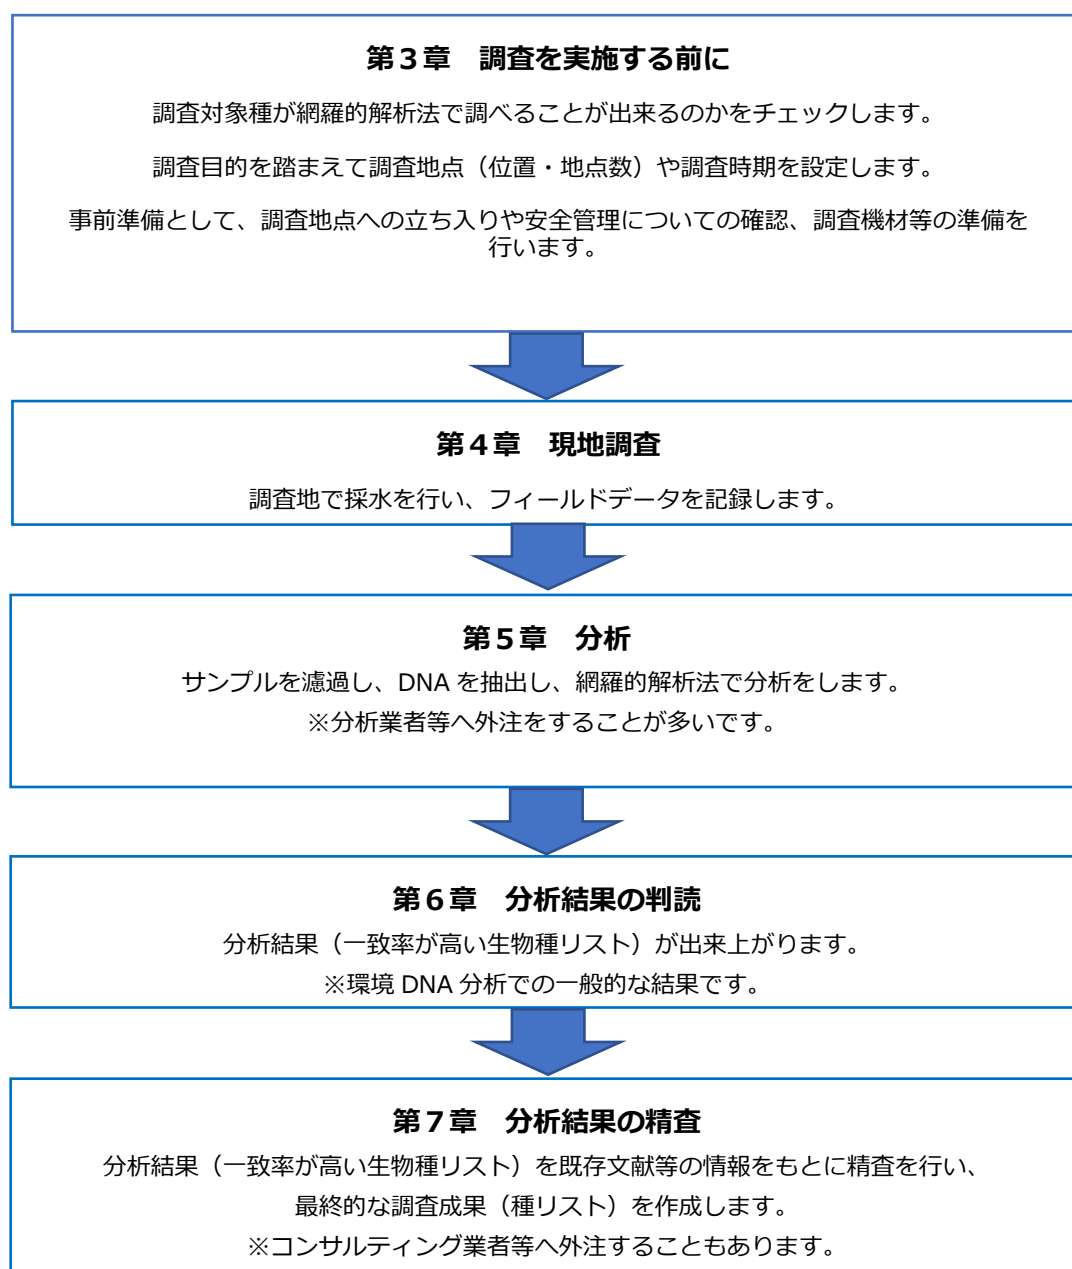 第３章　調査を実施する前に
調査対象種が網羅的解析法で調べることが出来るのかをチェックします。
調査目的を踏まえて調査地点（位置・地点数）や調査時期を設定します。
事前準備として、調査地点への立ち入りや安全管理についての確認、調査機材等の準備を
行います。
第４章　現地調査
調査地で採水を行い、フィールドデータを記録します。
第５章　分析
サンプルを濾過し、DNA を抽出し、網羅的解析法で分析をします。
※分析業者等へ外注をすることが多いです。
第６章　分析結果の判読
分析結果（一致率が高い生物種リスト）が出来上がります。
※環境 DNA 分析での一般的な結果です。
第７章　分析結果の精査
分析結果（一致率が高い生物種リスト）を既存文献等の情報をもとに精査を行い、
最終的な調査成果（種リスト）を作成します。
※コンサルティング業者等へ外注することもあります。